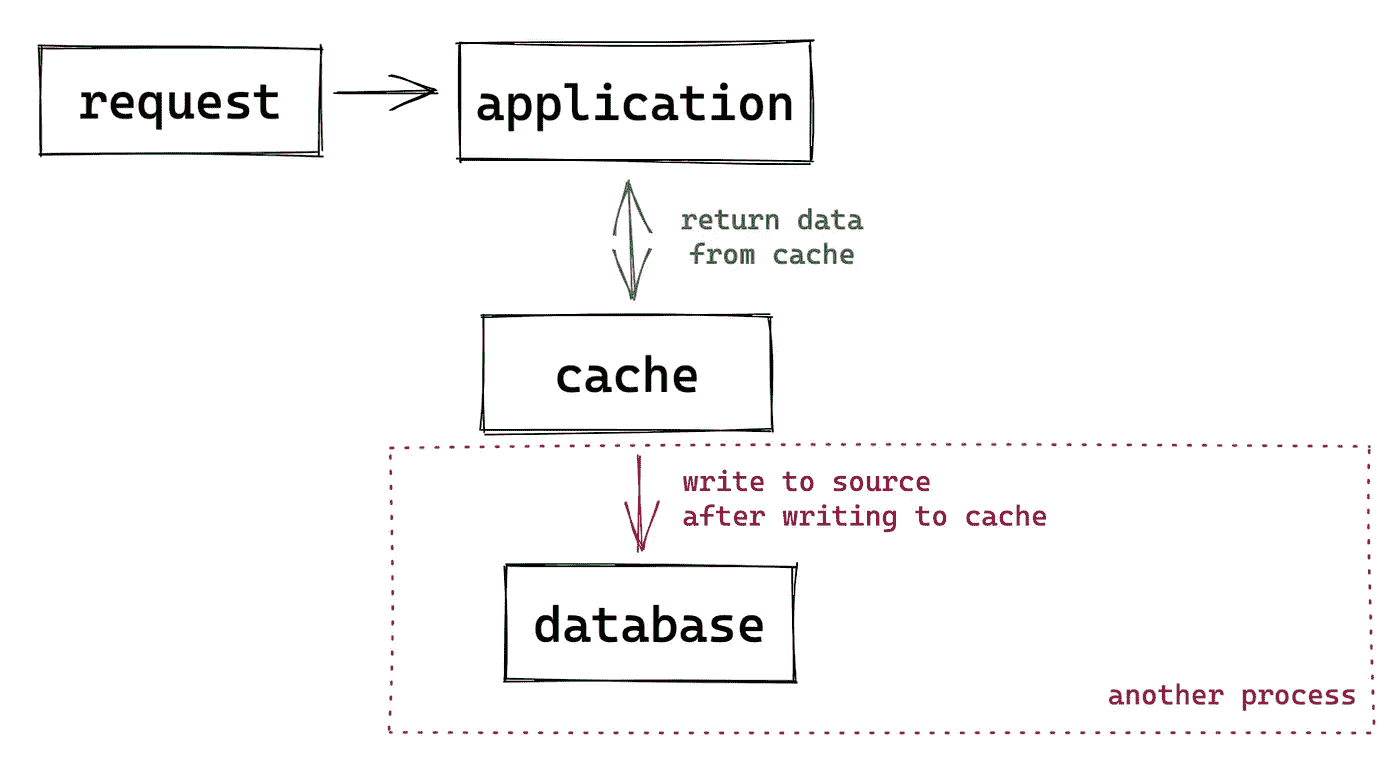 request
application
return data
from cache
cache
write to source
after writing to cache
database
another process